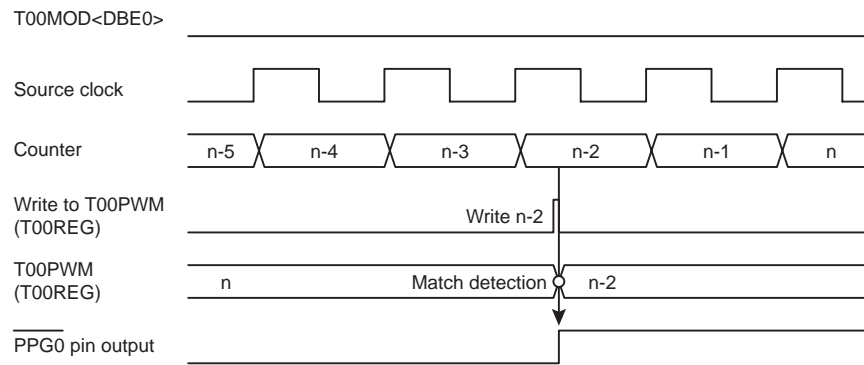 T00MOD<DBE0>
Source clock
Counter
n-5
n-4
n-3
n-2
n-1
n
Write to T00PWM
(T00REG)
Write n-2
T00PWM
(T00REG)
n
Match detection
n-2
PPG0 pin output